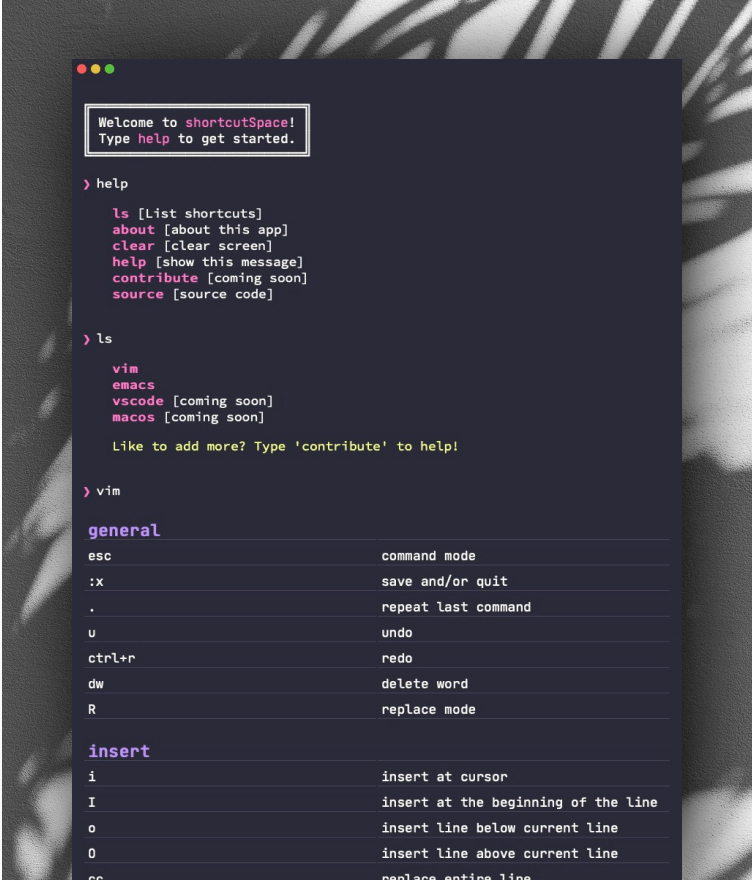 Welcome to shortcutSpace!
Type help to get started.
❯ help
ls [List shortcuts]
about [about this app]
clear [clear screen]
help [show this message]
contribute [coming soon]
source [source code]
❯ ls
vim
emacs
vscode [coming soon]
macos [coming soon]
Like to add more? Type 'contribute' to help!
❯ vim
general
esc command mode
:x save and/or quit
. repeat last command
u undo
ctrl+r redo
dw delete word
R replace mode
insert
i insert at cursor
I insert at the beginning of the line
o insert line below current line
O insert line above current line
cc replace entire line